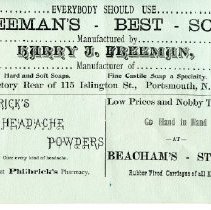 EVERYBODY SHOULD USE
EEMAN'S - BEST - SO
Manufactured by
HARRY J. FREEMAN,
Manufacturer of
Hard and Soft Soaps.
Fine Castile Soap a Specialty.
tory Rear of 115 Islington St., Portsmouth, N.
RICK'S
HEADACHE
POWDERS
Cure every kind of headache.
at Philbrick's Pharmacy.
Low Prices and Nobby T
Go Hand in Hand
—AT—
BEACHAM'S - ST
Rubber Tired Carriages of all K